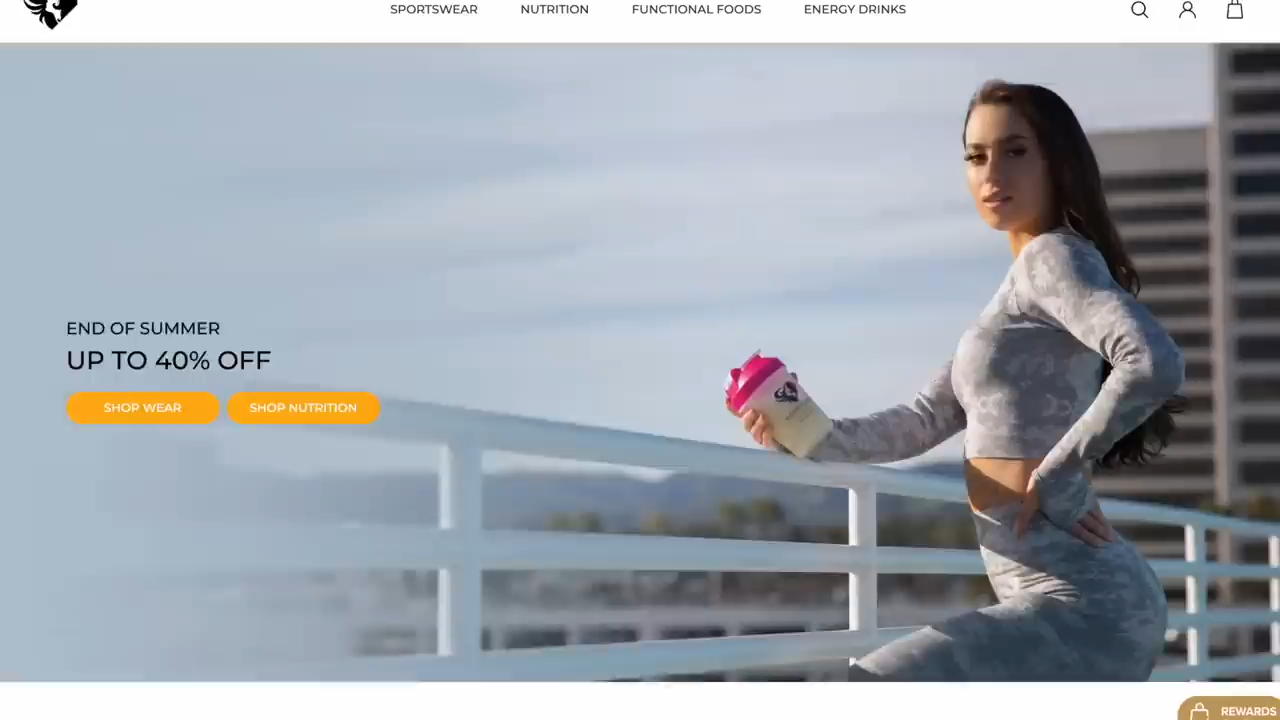 SPORTSWEAR NUTRITION FUNCTIONAL FOODS ENERGY DRINKS
END OF SUMMER
UP TO 40% OFF
SHOP WEAR SHOP NUTRITION
REWARDS